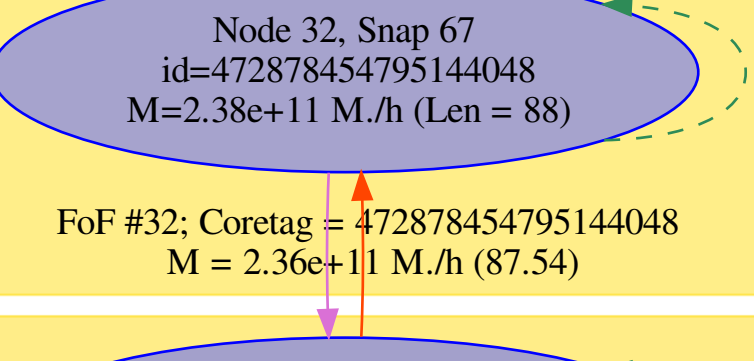 Node 32, Snap 67
id=472878454795144048
M=2.38e+11 M./h (Len = 88)
FoF #32; Coretag = 472878454795144048
M = 2.36e+11 M./h (87.54)